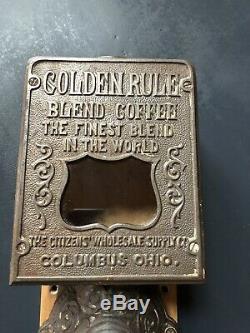 GOLDEN RULE
BLEND COFFEE
THE FINEST BLEND
IN THE WORLD
THE CITIZENS' WHOLESALE SUPPLY CO.
COLUMBUS, OHIO.